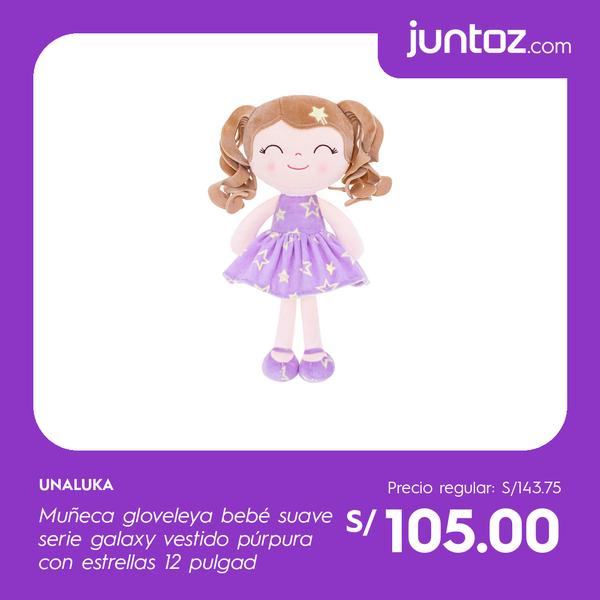 juntoz.com
UNALUKA
Muñeca gloveleya bebé suave
serie galaxy vestido púrpura
con estrellas 12 pulgad
Precio regular: S/143.75
S/105.00